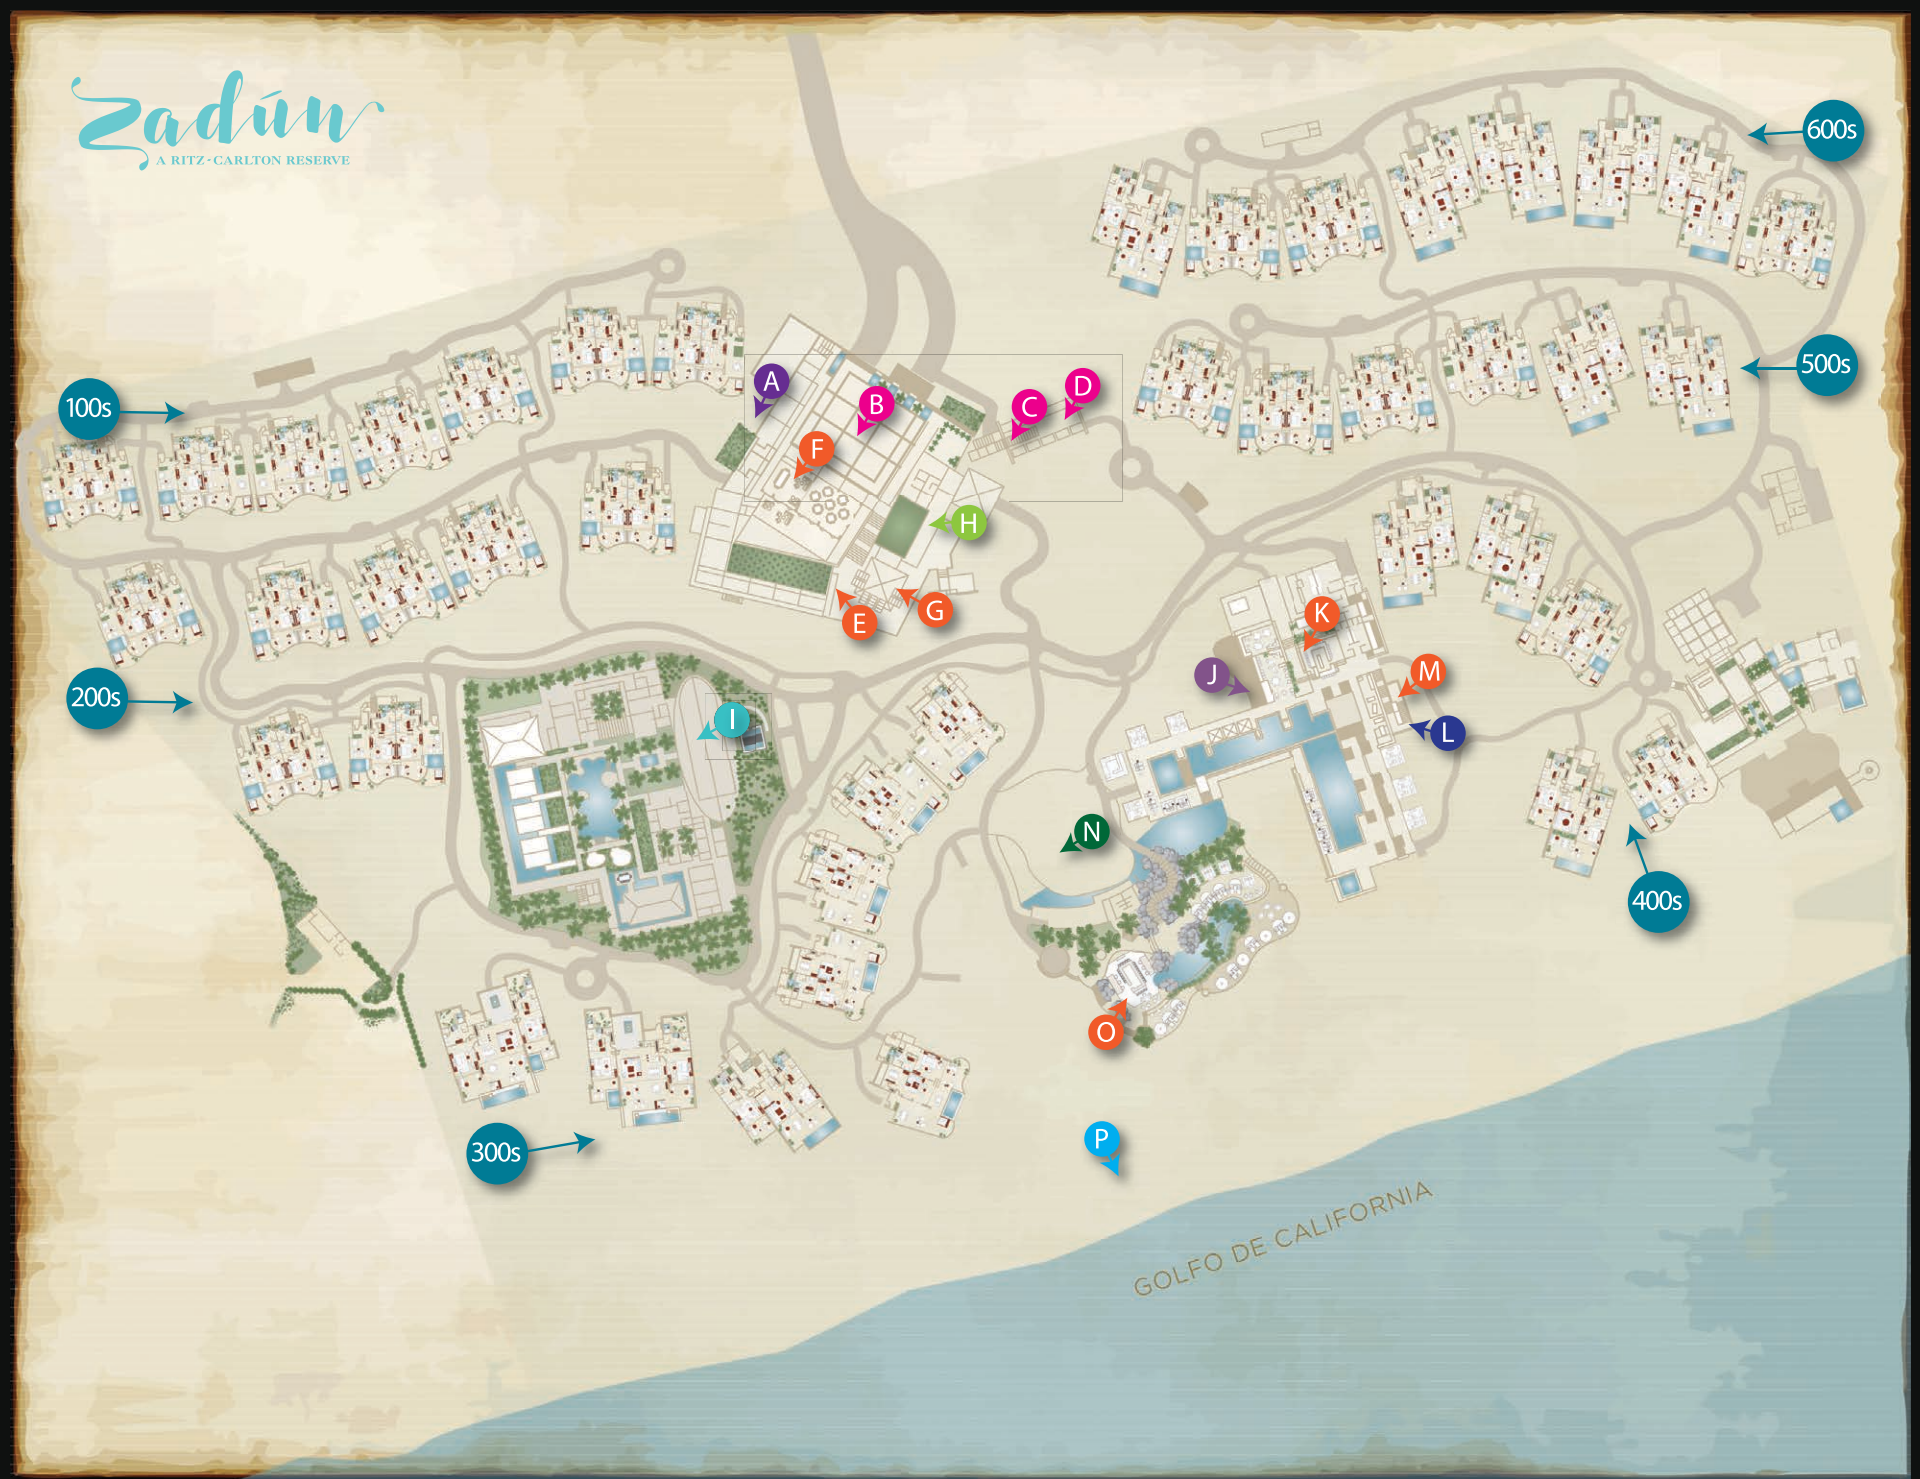 Zadún
A RITZ-CARLTON RESERVE
600s
500s
100s
A
B
C
D
F
H
E
G
K
J
M
L
200s
I
N
400s
O
P
300s
GOLFO DE CALIFORNIA